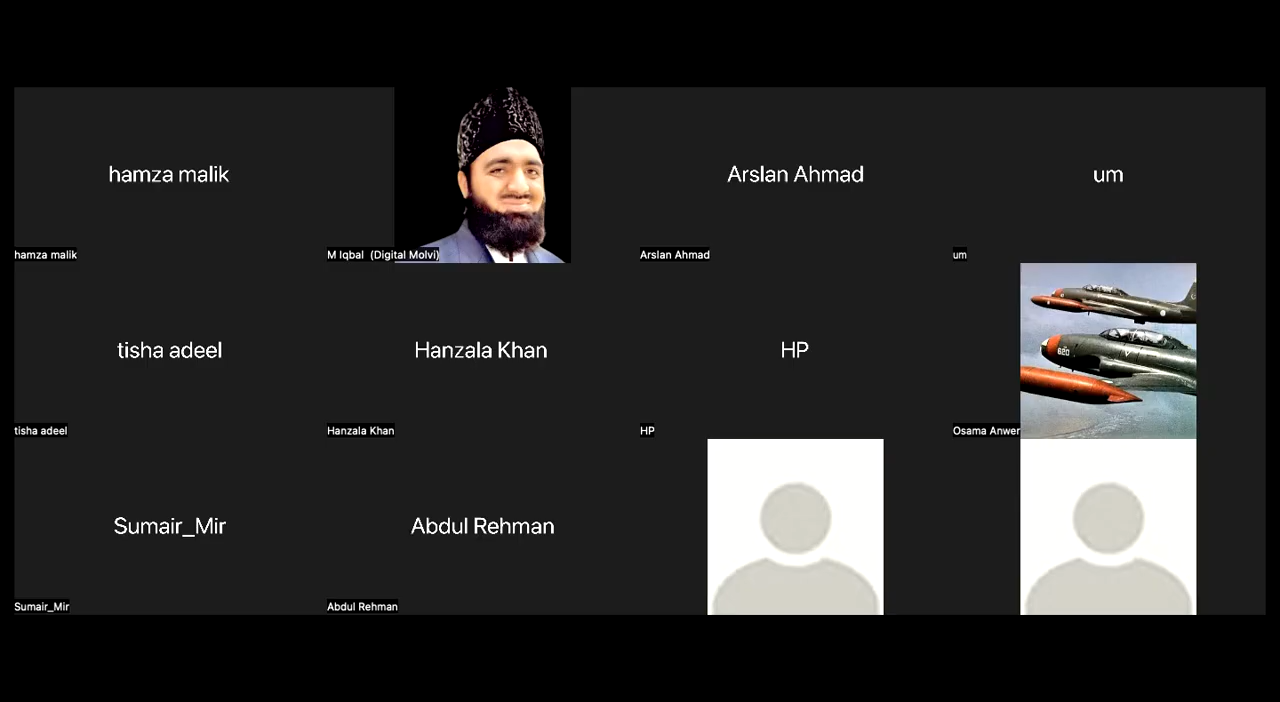 hamza malik
hamza malik
M Iqbal  (Digital Molvi)
Arslan Ahmad
Arslan Ahmad
um
um
tisha adeel
tisha adeel
Hanzala Khan
Hanzala Khan
HP
HP
620
Osama Anwer
Sumair_Mir
Sumair_Mir
Abdul Rehman
Abdul Rehman